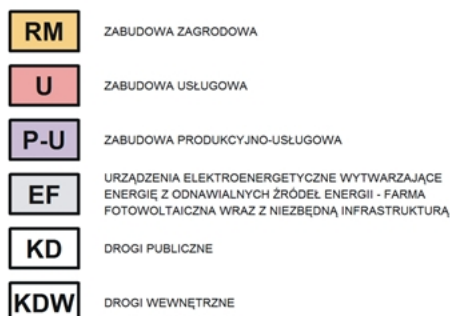 RM ZABUDOWA ZAGRODOWA
U ZABUDOWA USŁUGOWA
P-U ZABUDOWA PRODUKCYJNO-USŁUGOWA
URZĄDZENIA ELEKTROENERGETYCZNE WYTWARZAJĄCE
EF ENERGIĘ Z ODNAWIALNYCH ŹRÓDEŁ ENERGII - FARMA
FOTOWOLTAICZNA WRAZ Z NIEZBĘDNĄ INFRASTRUKTURĄ
KD DROGI PUBLICZNE
KDW DROGI WEWNĘTRZNE